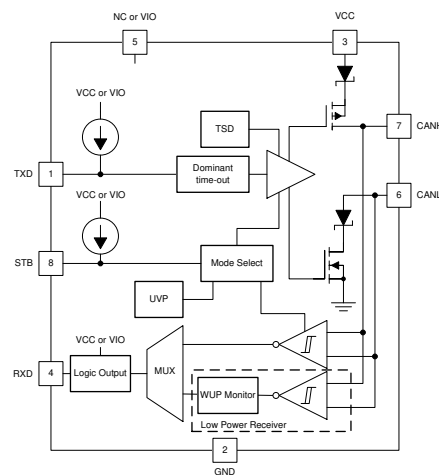 NC or VIO
VCC
5
3
VCC or VIO
TSD
7
CANH
TXD
1
Dominant
time-out
6
CANL
VCC or VIO
STB
8
Mode Select
UVP
VCC or VIO
RXD
4
Logic Output
MUX
WUP Monitor
Low Power Receiver
2
GND